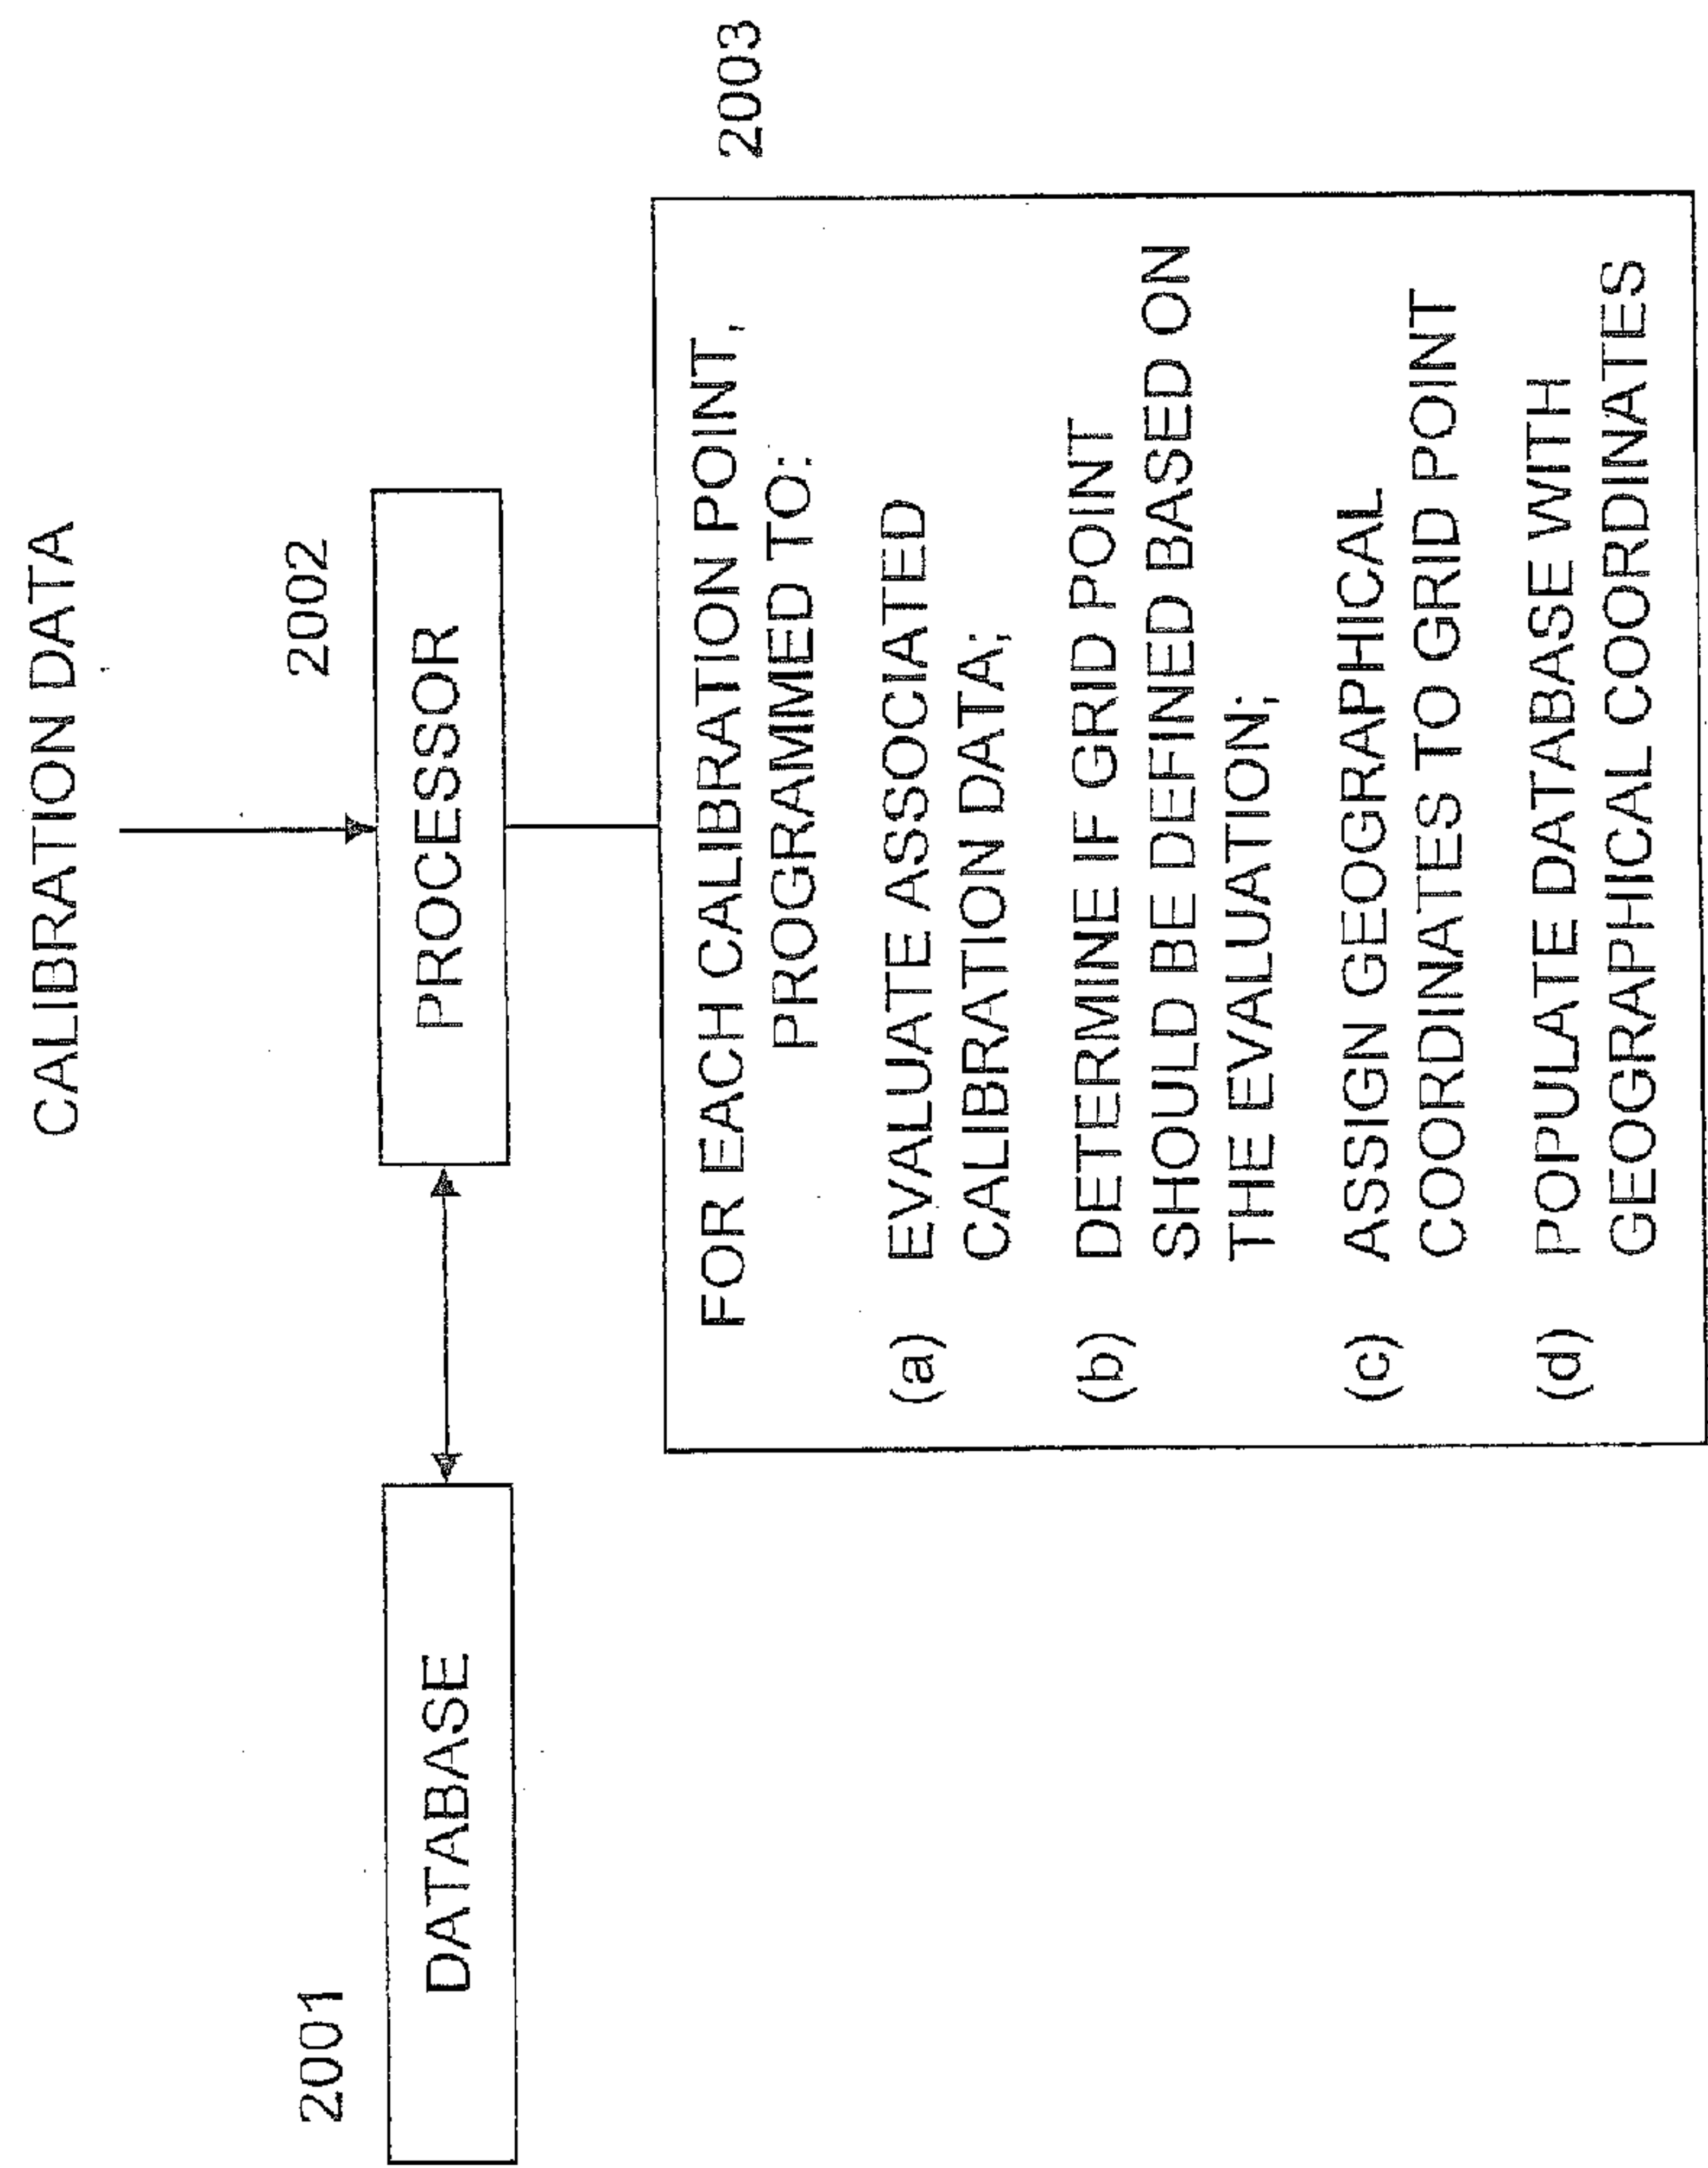 CALIBRATION DATA
2001
2002
DATABASE
PROCESSOR
2003
FOR EACH CALIBRATION POINT,
PROGRAMMED TO:
(a) EVALUATE ASSOCIATED
CALIBRATION DATA;
(b) DETERMINE IF GRID POINT
SHOULD BE DEFINED BASED ON
THE EVALUATION;
(c) ASSIGN GEOGRAPHICAL
COORDINATES TO GRID POINT
(d) POPULATE DATABASE WITH
GEOGRAPHICAL COORDINATES